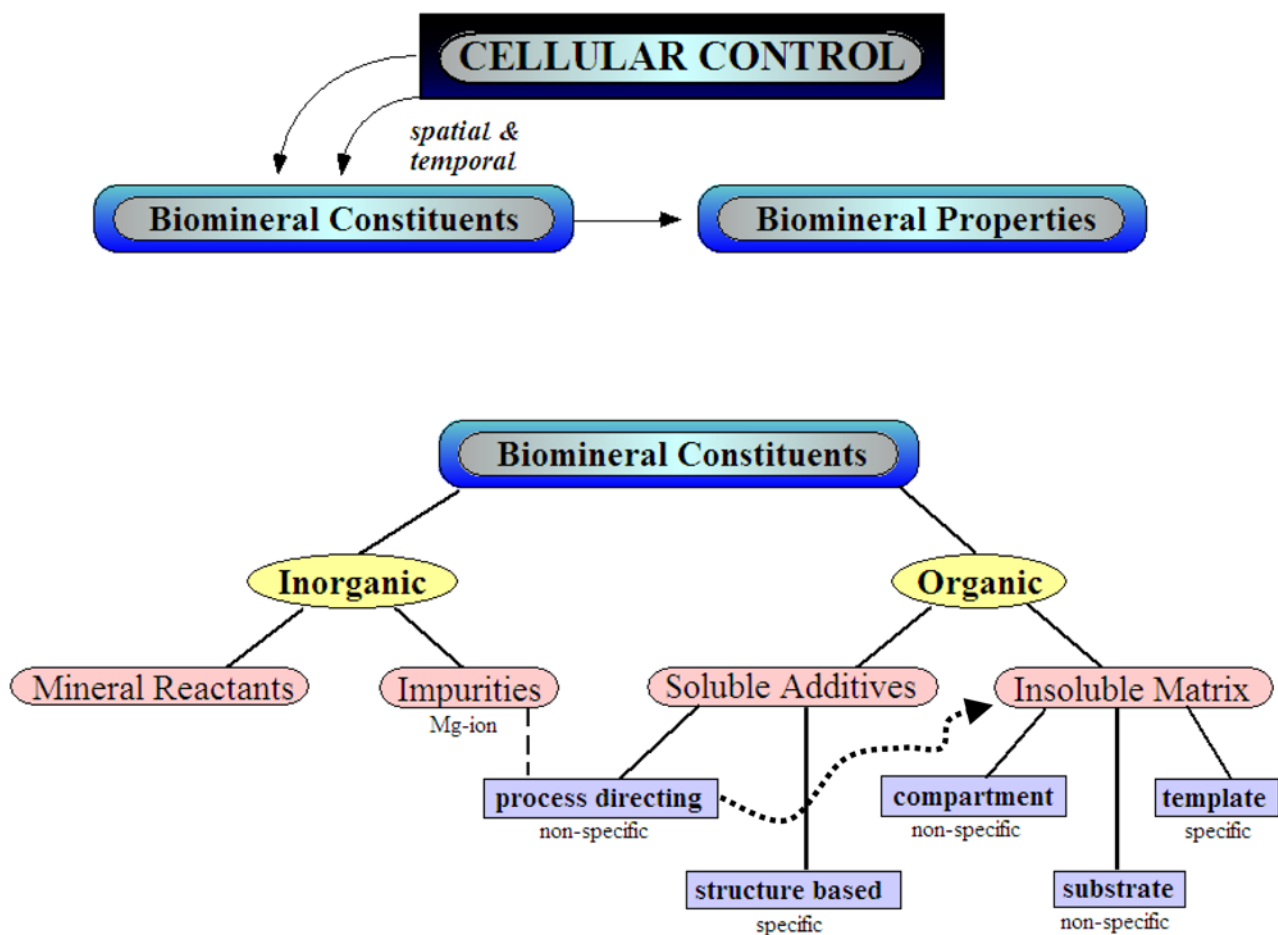 CELLULAR CONTROL
spatial &
temporal
Biomineral Constituents
Biomineral Properties
Biomineral Constituents
Inorganic
Organic
Mineral Reactants
Impurities
Soluble Additives
Insoluble Matrix
Mg-ion
process directing
compartment
template
non-specific
non-specific
specific
structure based
substrate
specific
non-specific